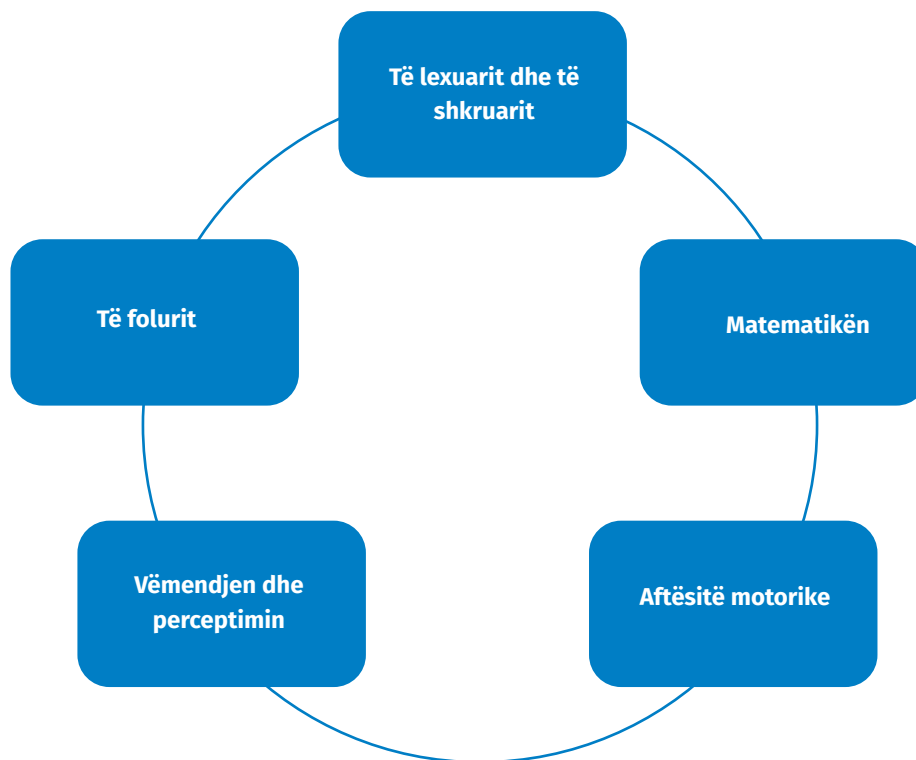 Të lexuarit dhe të
shkruarit
Të folurit
Matematikën
Vëmendjen dhe
perceptimin
Aftësitë motorike